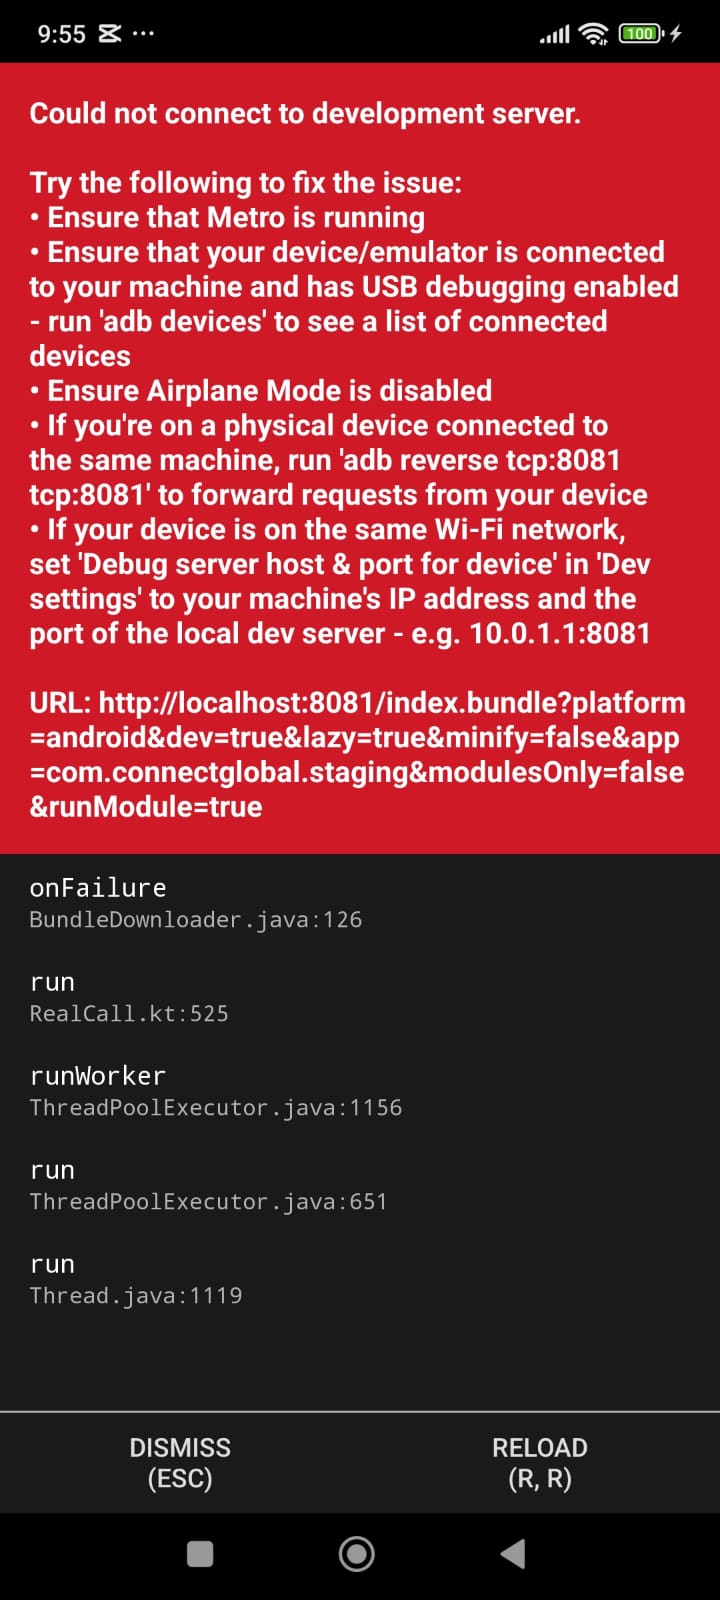 9:55
100
Could not connect to development server.
Try the following to fix the issue:
• Ensure that Metro is running
• Ensure that your device/emulator is connected
to your machine and has USB debugging enabled
- run 'adb devices' to see a list of connected
devices
• Ensure Airplane Mode is disabled
• If you're on a physical device connected to
the same machine, run 'adb reverse tcp:8081
tcp:8081' to forward requests from your device
• If your device is on the same Wi-Fi network,
set 'Debug server host & port for device' in 'Dev
settings' to your machine's IP address and the
port of the local dev server - e.g. 10.0.1.1:8081
URL: http://localhost:8081/index.bundle?platform
=android&dev=true&lazy=true&minify=false&app
=com.connectglobal.staging&modulesOnly=false
&runModule=true
onFailure
BundleDownloader.java:126
run
RealCall.kt:525
runWorker
ThreadPoolExecutor.java:1156
run
ThreadPoolExecutor.java:651
run
Thread.java:1119
DISMISS
(ESC)
RELOAD
(R, R)